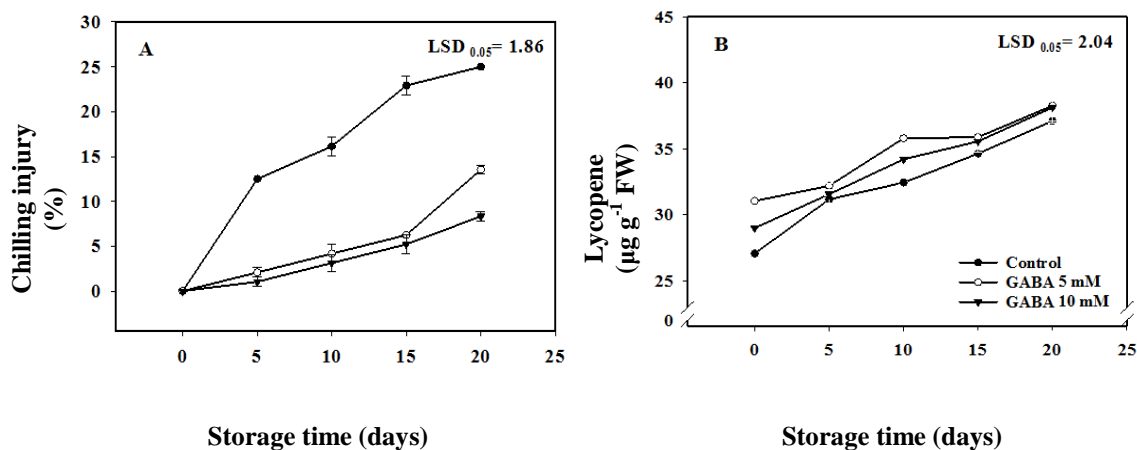 A
LSD 0.05= 1.86
30
25
20
15
10
5
0
Chilling injury
(%)
0 5 10 15 20 25
Storage time (days)
B
LSD 0.05= 2.04
45
40
35
30
25
0
Lycopene
(µg g-1 FW)
Control
GABA 5 mM
GABA 10 mM
0 5 10 15 20 25
Storage time (days)